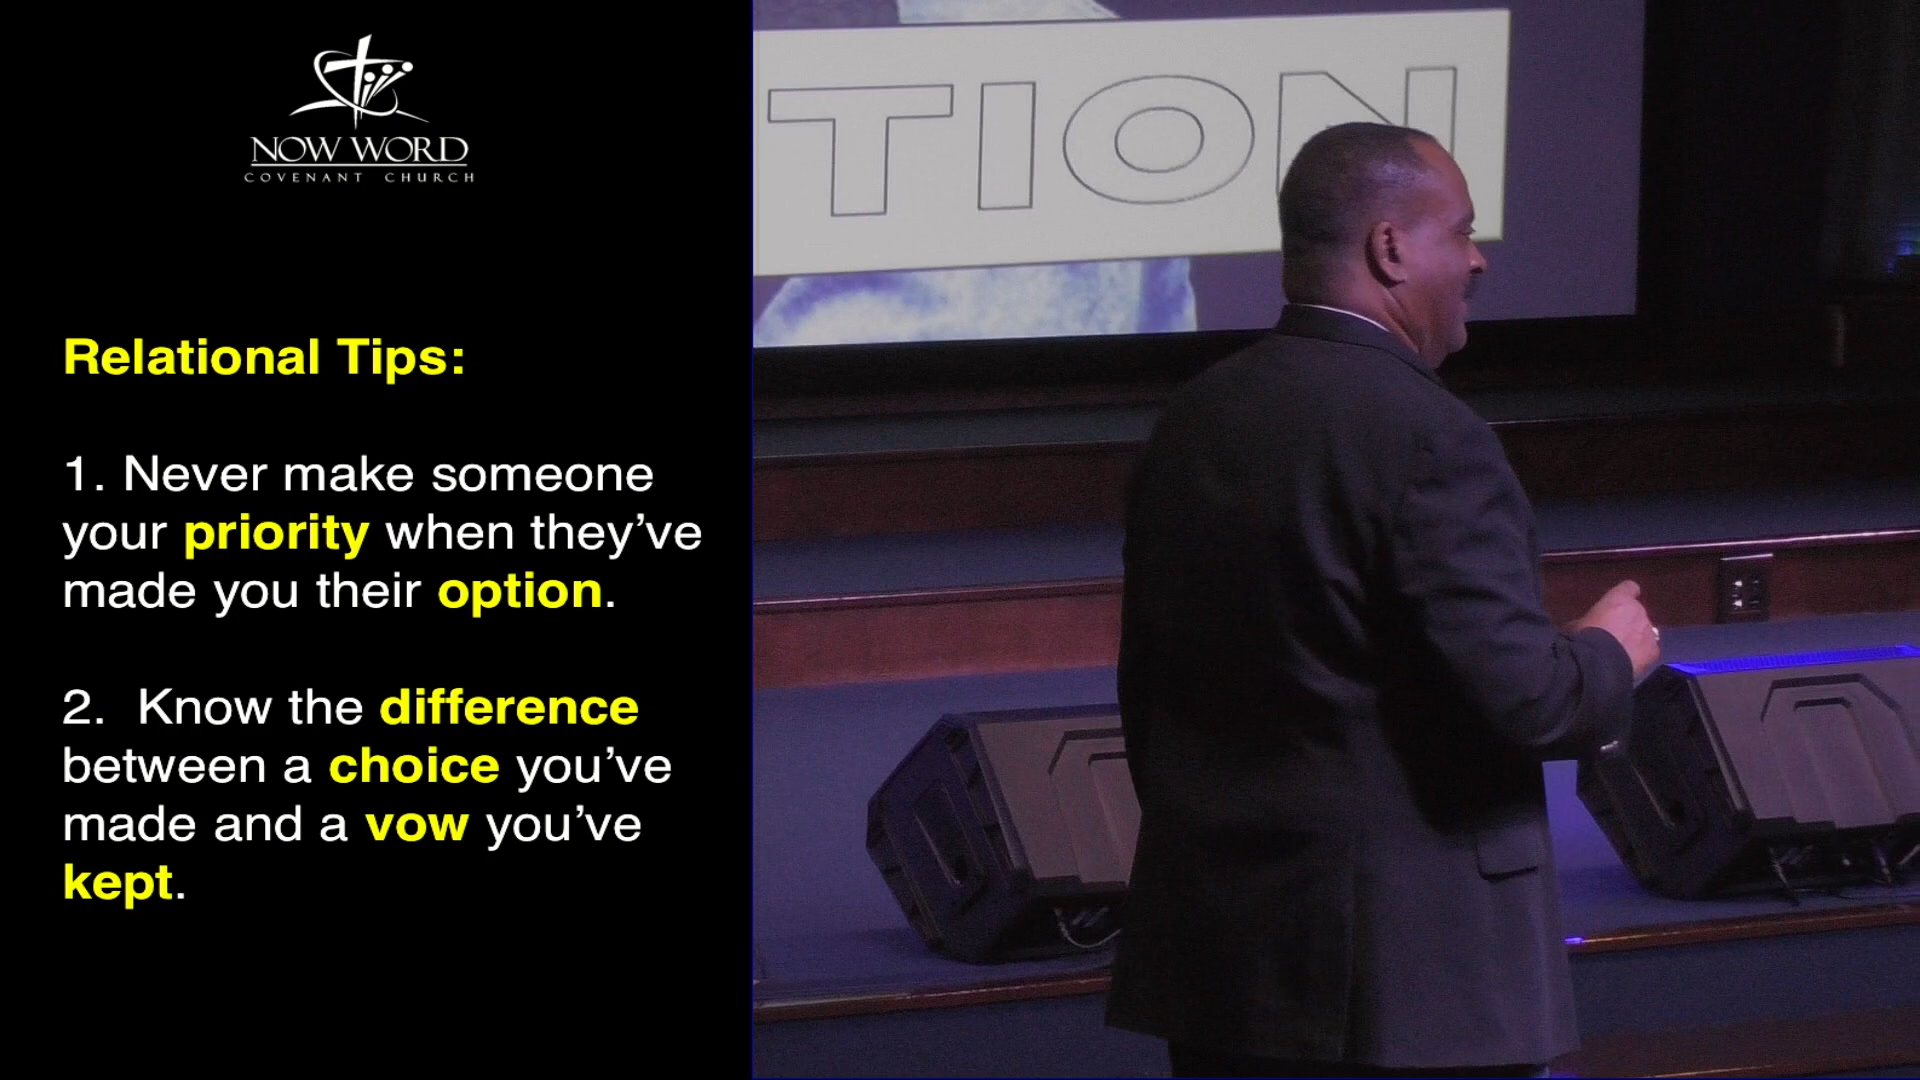 NOW WORD
COVENANT CHURCH
Relational Tips:
1. Never make someone
your priority when they’ve
made you their option.
2. Know the difference
between a choice you’ve
made and a vow you’ve
kept.
TION